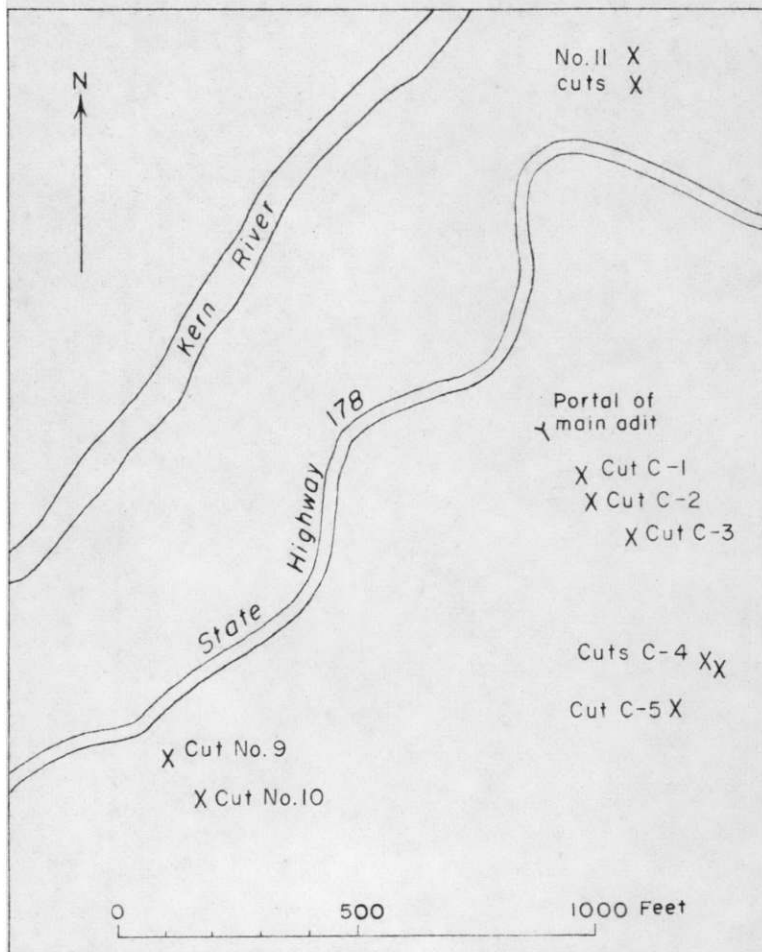 No. 11 X
cuts X
N
Kern River
178
State Highway
Portal of
main adit
X Cut C-1
X Cut C-2
X Cut C-3
Cuts C-4 XX
Cut C-5 X
X Cut No. 9
X Cut No. 10
0 500 1000 Feet